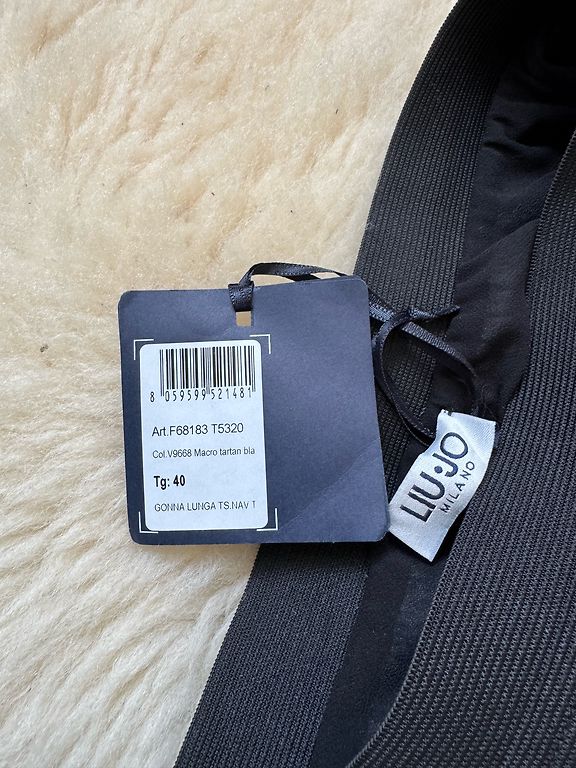 8 059599 521481
Art.F68183 T5320
Col.V9668 Macro tartan bla
Tg: 40
GONNA LUNGA TS.NAV T
LIU·JO
MILANO